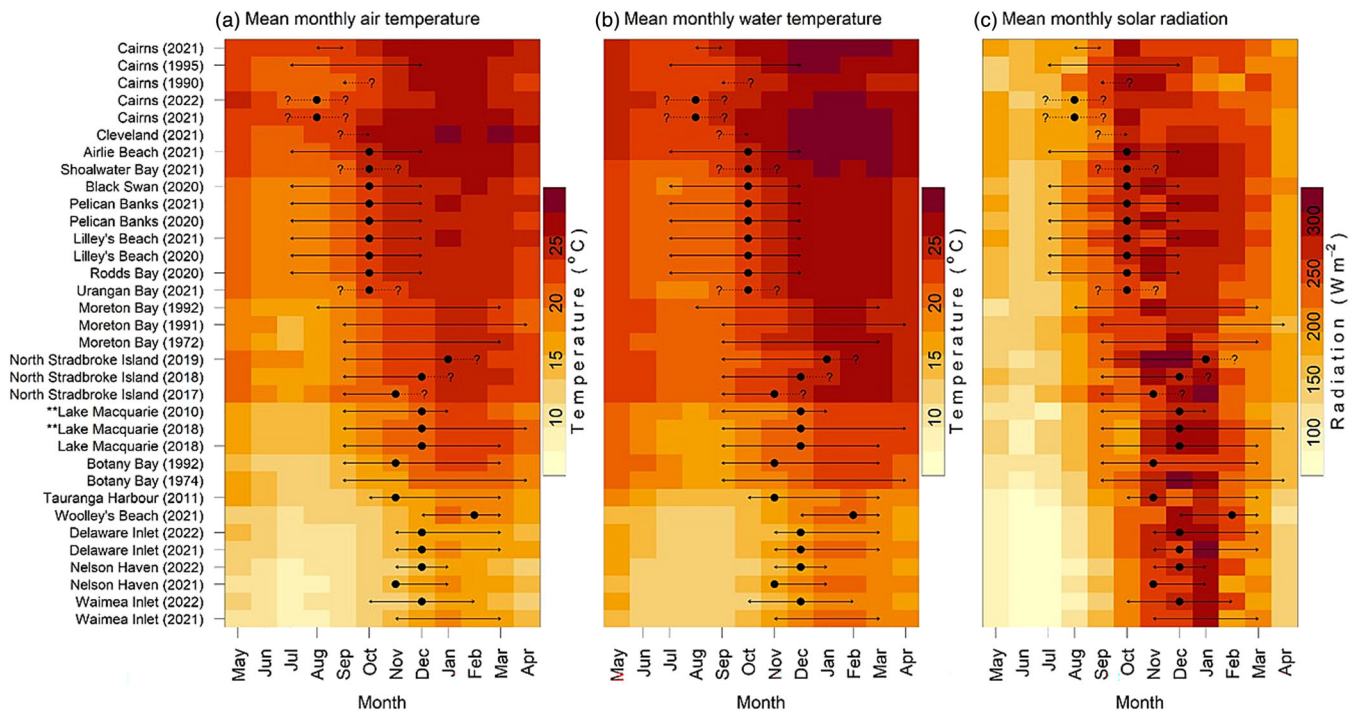 (a) Mean monthly air temperature
(b) Mean monthly water temperature
(c) Mean monthly solar radiation
Cairns (2021)
Cairns (1995)
Cairns (1990)
Cairns (2022)
Cairns (2021)
Cleveland (2021)
Airlie Beach (2021)
Shoalwater Bay (2021)
Black Swan (2020)
Pelican Banks (2021)
Pelican Banks (2020)
Lilley's Beach (2021)
Lilley's Beach (2020)
Rodds Bay (2020)
Urangan Bay (2021)
Moreton Bay (1992)
Moreton Bay (1991)
Moreton Bay (1972)
North Stradbroke Island (2019)
North Stradbroke Island (2018)
North Stradbroke Island (2017)
**Lake Macquarie (2010)
**Lake Macquarie (2018)
Lake Macquarie (2018)
Botany Bay (1992)
Botany Bay (1974)
Tauranga Harbour (2011)
Woolley's Beach (2021)
Delaware Inlet (2022)
Delaware Inlet (2021)
Nelson Haven (2022)
Nelson Haven (2021)
Waimea Inlet (2022)
Waimea Inlet (2021)
?
? ?
? ?
?
? ?
? ?
?
?
?
May Jun Jul Aug Sep Oct Nov Dec Jan Feb Mar Apr
Month
10 15 20 25
Temperature (°C)
?
? ?
? ?
?
? ?
? ?
?
?
?
May Jun Jul Aug Sep Oct Nov Dec Jan Feb Mar Apr
Month
10 15 20 25
Temperature (°C)
?
? ?
? ?
?
? ?
? ?
?
?
?
May Jun Jul Aug Sep Oct Nov Dec Jan Feb Mar Apr
Month
100 150 200 250 300
Radiation (Wm⁻²)